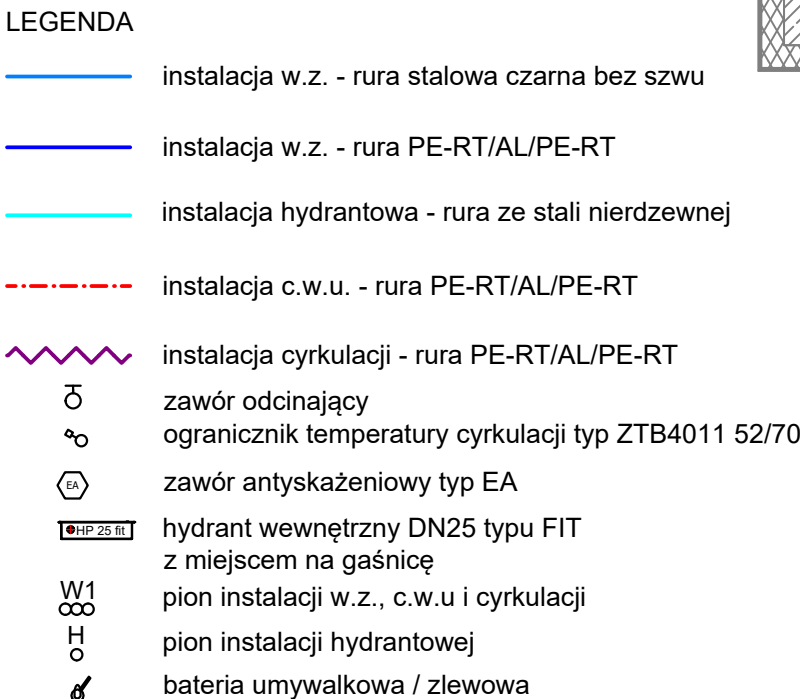 LEGENDA
instalacja w.z. - rura stalowa czarna bez szwu
instalacja w.z. - rura PE-RT/AL/PE-RT
instalacja hydrantowa - rura ze stali nierdzewnej
instalacja c.w.u. - rura PE-RT/AL/PE-RT
instalacja cyrkulacji - rura PE-RT/AL/PE-RT
zawór odcinający
ogranicznik temperatury cyrkulacji typ ZTB4011 52/70
EA zawór antyskażeniowy typ EA
HP 25 fit hydrant wewnętrzny DN25 typu FIT
z miejscem na gaśnicę
W1 pion instalacji w.z., c.w.u i cyrkulacji
H pion instalacji hydrantowej
bateria umywalkowa / zlewowa